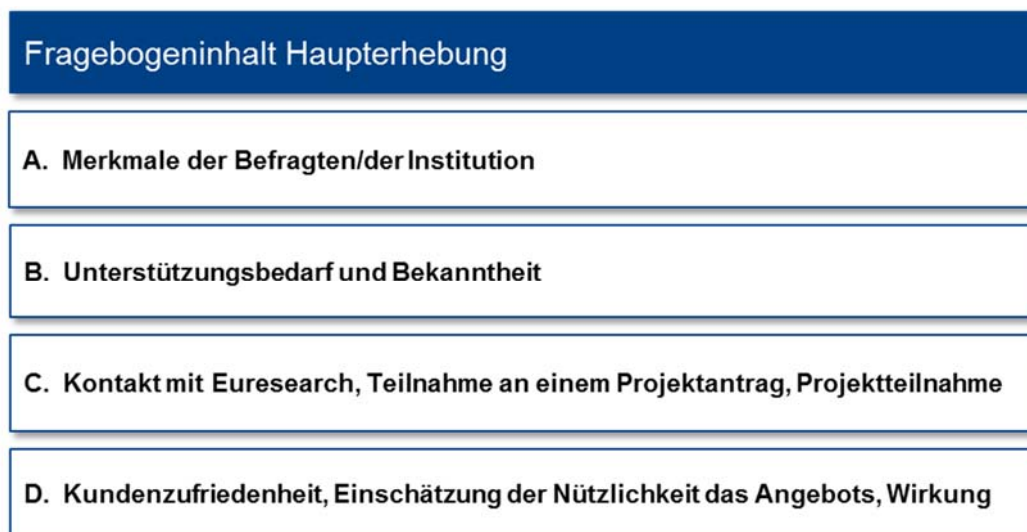 Fragebogeninhalt Haupterhebung
A. Merkmale der Befragten/der Institution
B. Unterstützungsbedarf und Bekanntheit
C. Kontakt mit Euresearch, Teilnahme an einem Projektantrag, Projektteilnahme
D. Kundenzufriedenheit, Einschätzung der Nützlichkeit das Angebots, Wirkung